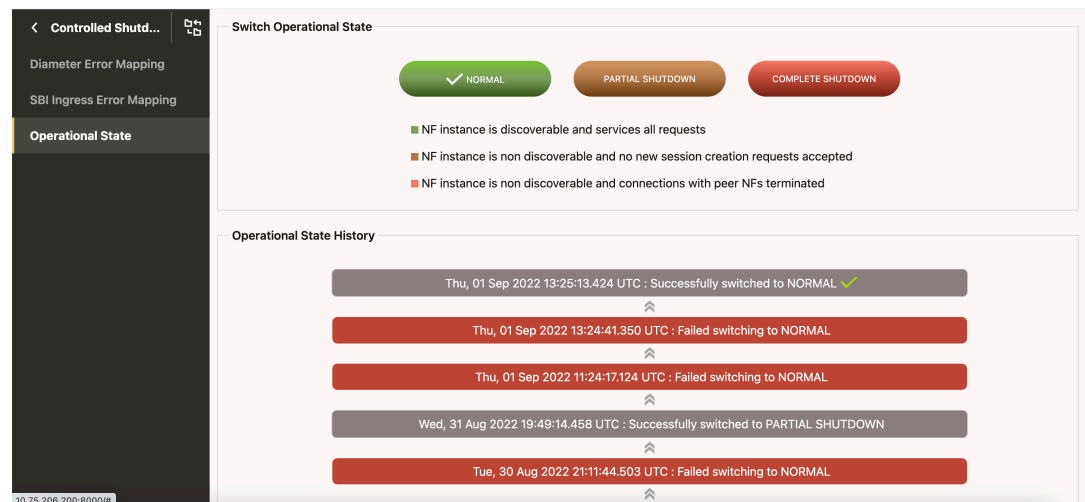 Controlled Shutd...
Diameter Error Mapping
SBI Ingress Error Mapping
Operational State
Switch Operational State
NORMAL
PARTIAL SHUTDOWN
COMPLETE SHUTDOWN
NF instance is discoverable and services all requests
NF instance is non discoverable and no new session creation requests accepted
NF instance is non discoverable and connections with peer NFs terminated
Operational State History
Thu, 01 Sep 2022 13:25:13.424 UTC : Successfully switched to NORMAL
Thu, 01 Sep 2022 13:24:41.350 UTC : Failed switching to NORMAL
Thu, 01 Sep 2022 11:24:17.124 UTC : Failed switching to NORMAL
Wed, 31 Aug 2022 19:49:14.458 UTC : Successfully switched to PARTIAL SHUTDOWN
Tue, 30 Aug 2022 21:11:44.503 UTC : Failed switching to NORMAL
10.75.206.200:8000/#